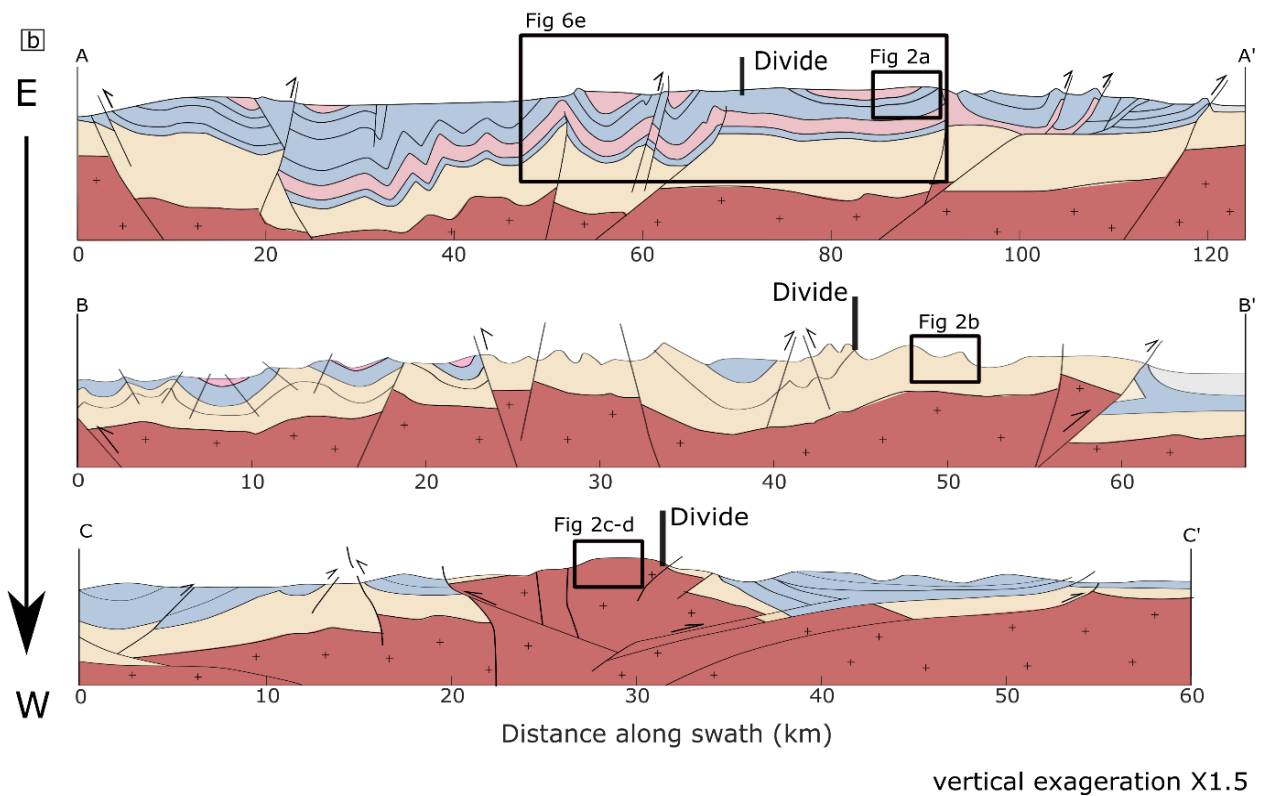 b
E
W
Fig 6e
Divide
Fig 2a
A
A'
0 20 40 60 80 100 120
Divide
Fig 2b
B
B'
0 10 20 30 40 50 60
Fig 2c-d
Divide
C
C'
0 10 20 30 40 50 60
Distance along swath (km)
vertical exageration X1.5